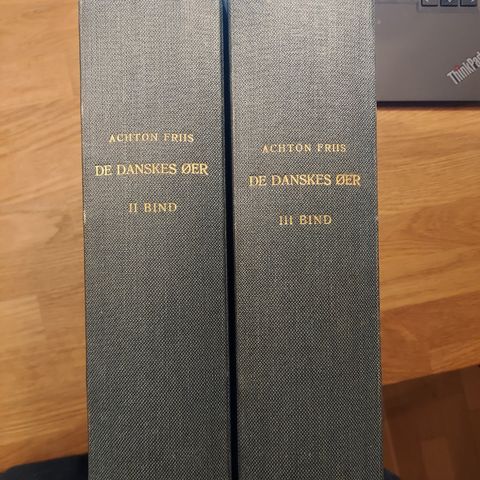 ACHTON FRIIS
DE DANSKES ØER
II BIND
ACHTON FRIIS
DE DANSKES ØER
III BIND
ThinkPad